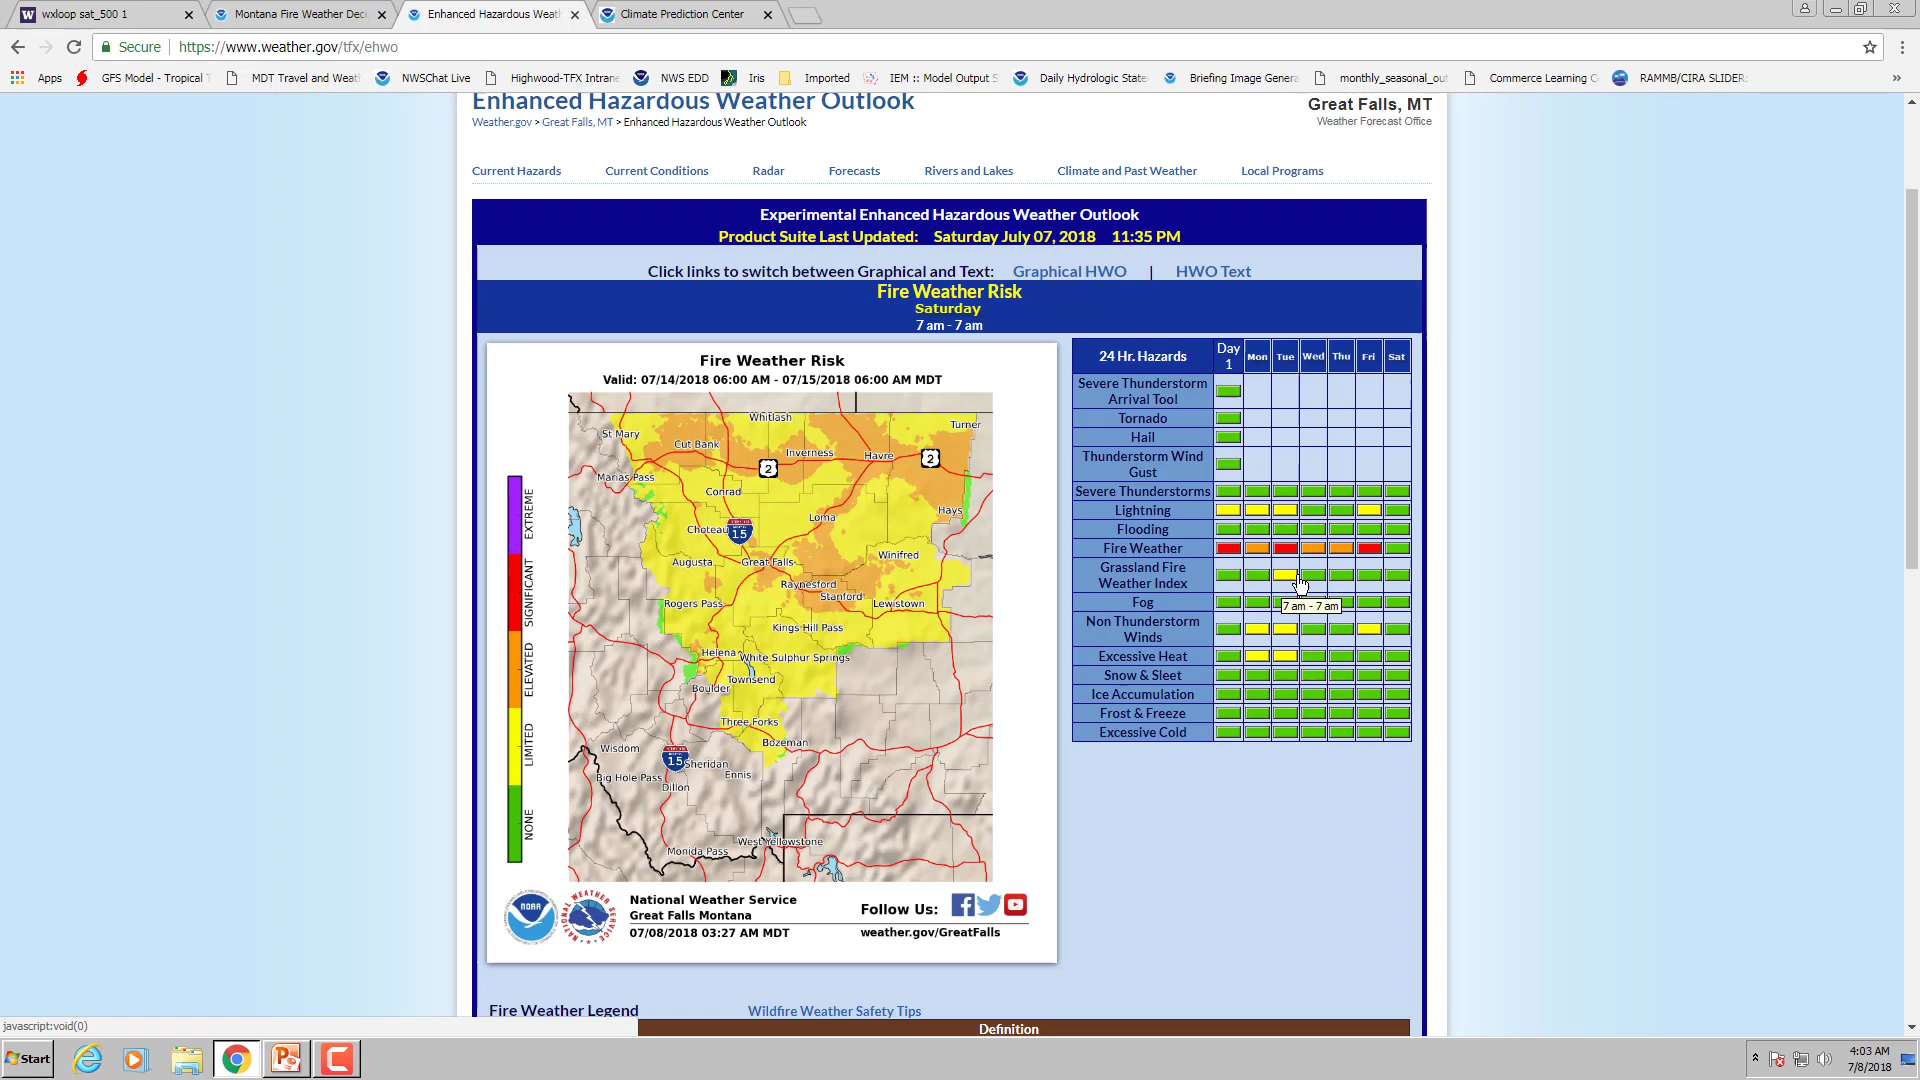 wxloop sat_500 1
Montana Fire Weather Dec
Enhanced Hazardous Weath
Climate Prediction Center
Secure
https://www.weather.gov/tfx/ehwo
Apps
GFS Model - Tropical T
MDT Travel and Weath
NWSChat Live
Highwood-TFX Intrane
NWS EDD
Iris
Imported
IEM :: Model Output S
Daily Hydrologic State
Briefing Image Genera
monthly_seasonal_out
Commerce Learning C
RAMMB/CIRA SLIDER:
»
Enhanced Hazardous Weather Outlook
Great Falls, MT
Weather.gov > Great Falls, MT > Enhanced Hazardous Weather Outlook
Weather Forecast Office
Current Hazards
Current Conditions
Radar
Forecasts
Rivers and Lakes
Climate and Past Weather
Local Programs
Experimental Enhanced Hazardous Weather Outlook
Product Suite Last Updated: Saturday July 07, 2018 11:35 PM
Click links to switch between Graphical and Text: Graphical HWO | HWO Text
Fire Weather Risk
Saturday
7 am - 7 am
Fire Weather Risk
Valid: 07/14/2018 06:00 AM - 07/15/2018 06:00 AM MDT
Whitlash
Turner
St Mary
Cut Bank
Inverness
Havre
2
2
Marias Pass
Conrad
Hays
Loma
Choteau
15
Winifred
Augusta
Great Falls
Raynesford
Stanford
Rogers Pass
Lewistown
Kings Hill Pass
Helena
White Sulphur Springs
Townsend
Boulder
Three Forks
Bozeman
Wisdom
15
Sheridan
Big Hole Pass
Ennis
Dillon
West Yellowstone
Monida Pass
EXTREME
SIGNIFICANT
ELEVATED
LIMITED
NONE
NOAA
NATIONAL WEATHER SERVICE
National Weather Service
Great Falls Montana
07/08/2018 03:27 AM MDT
Follow Us:
weather.gov/GreatFalls
24 Hr. Hazards
Day 1
Mon
Tue
Wed
Thu
Fri
Sat
Severe Thunderstorm
Arrival Tool
Tornado
Hail
Thunderstorm Wind
Gust
Severe Thunderstorms
Lightning
Flooding
Fire Weather
Grassland Fire
Weather Index
7 am - 7 am
Fog
Non Thunderstorm
Winds
Excessive Heat
Snow & Sleet
Ice Accumulation
Frost & Freeze
Excessive Cold
Fire Weather Legend
Wildfire Weather Safety Tips
Definition
javascript:void(0)
Start
4:03 AM
7/8/2018